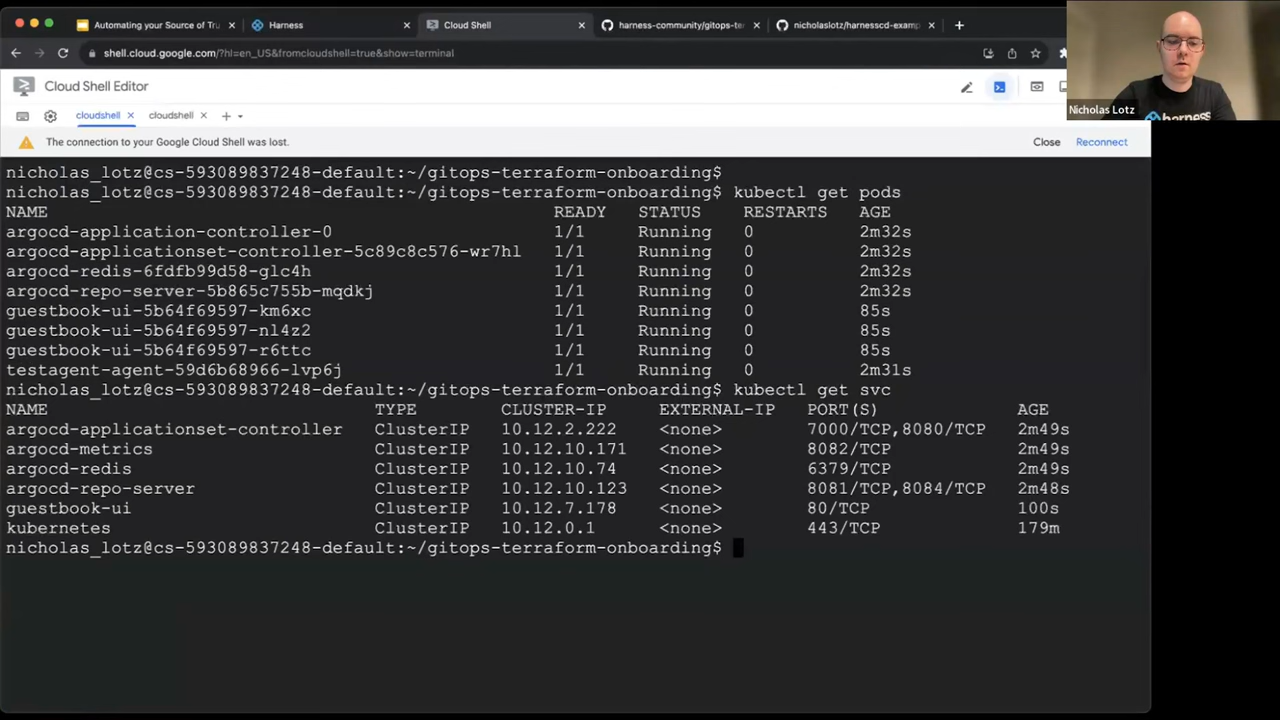 Automating your Source of Tru
Harness
Cloud Shell
harness-community/gitops-ter
nicholaslotz/harnesscd-examp
shell.cloud.google.com/?hl=en_US&fromcloudshell=true&show=terminal
Cloud Shell Editor
cloudshell
cloudshell
The connection to your Google Cloud Shell was lost.
Close
Reconnect
Nicholas Lotz
harness
nicholas_lotz@cs-593089837248-default:~/gitops-terraform-onboarding$
nicholas_lotz@cs-593089837248-default:~/gitops-terraform-onboarding$ kubectl get pods
NAME READY STATUS RESTARTS AGE
argocd-application-controller-0 1/1 Running 0 2m32s
argocd-applicationset-controller-5c89c8c576-wr7hl 1/1 Running 0 2m32s
argocd-redis-6fdfb99d58-glc4h 1/1 Running 0 2m32s
argocd-repo-server-5b865c755b-mqdkj 1/1 Running 0 2m32s
guestbook-ui-5b64f69597-km6xc 1/1 Running 0 85s
guestbook-ui-5b64f69597-nl4z2 1/1 Running 0 85s
guestbook-ui-5b64f69597-r6ttc 1/1 Running 0 85s
testagent-agent-59d6b68966-lvp6j 1/1 Running 0 2m31s
nicholas_lotz@cs-593089837248-default:~/gitops-terraform-onboarding$ kubectl get svc
NAME TYPE CLUSTER-IP EXTERNAL-IP PORT(S) AGE
argocd-applicationset-controller ClusterIP 10.12.2.222 <none> 7000/TCP,8080/TCP 2m49s
argocd-metrics ClusterIP 10.12.10.171 <none> 8082/TCP 2m49s
argocd-redis ClusterIP 10.12.10.74 <none> 6379/TCP 2m49s
argocd-repo-server ClusterIP 10.12.10.123 <none> 8081/TCP,8084/TCP 2m48s
guestbook-ui ClusterIP 10.12.7.178 <none> 80/TCP 100s
kubernetes ClusterIP 10.12.0.1 <none> 443/TCP 179m
nicholas_lotz@cs-593089837248-default:~/gitops-terraform-onboarding$